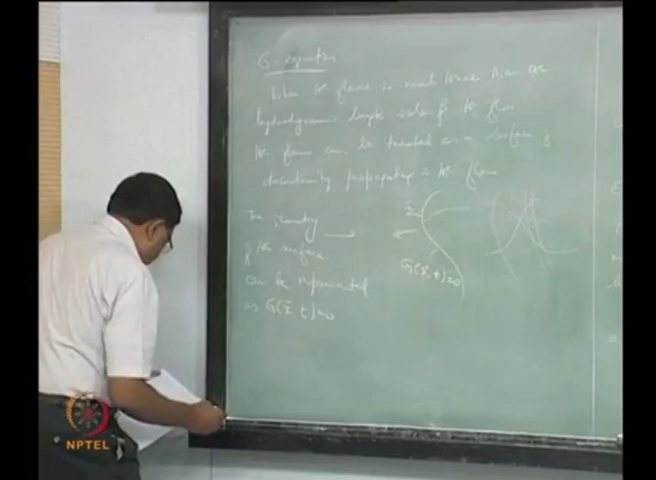 G-equation
When the flame is much thinner than the
hydrodynamic length scales of the flow
the flame can be treated as a surface of
discontinuity propagating in the flow
The geometry
of the surface
can be represented
as G(x̄, t)=0
G(x̄, t)=0
NPTEL